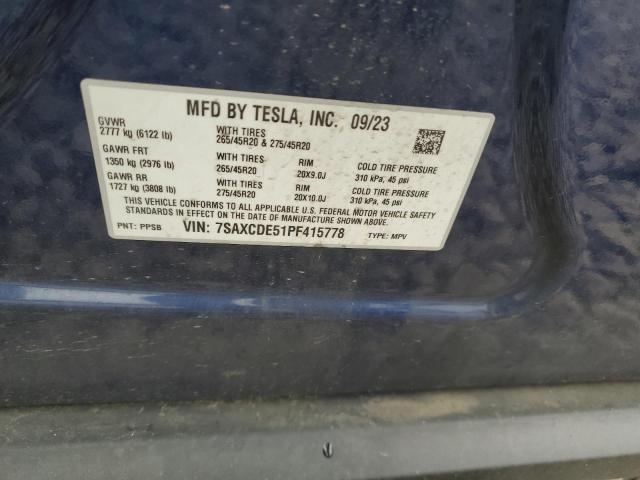 MFD BY TESLA, INC. 09/23
GVWR
2777 kg (6122 lb) WITH TIRES 265/45R20 & 275/45R20
GAWR FRT
1350 kg (2976 lb) WITH TIRES 265/45R20 RIM 20X9.0J COLD TIRE PRESSURE 310 kPa, 45 psi
GAWR RR
1727 kg (3808 lb) WITH TIRES 275/45R20 RIM 20X10.0J COLD TIRE PRESSURE 310 kPa, 45 psi
THIS VEHICLE CONFORMS TO ALL APPLICABLE U.S. FEDERAL MOTOR VEHICLE SAFETY
STANDARDS IN EFFECT ON THE DATE OF MANUFACTURE SHOWN ABOVE.
PNT: PPSB VIN: 7SAXCDE51PF415778 TYPE: MPV